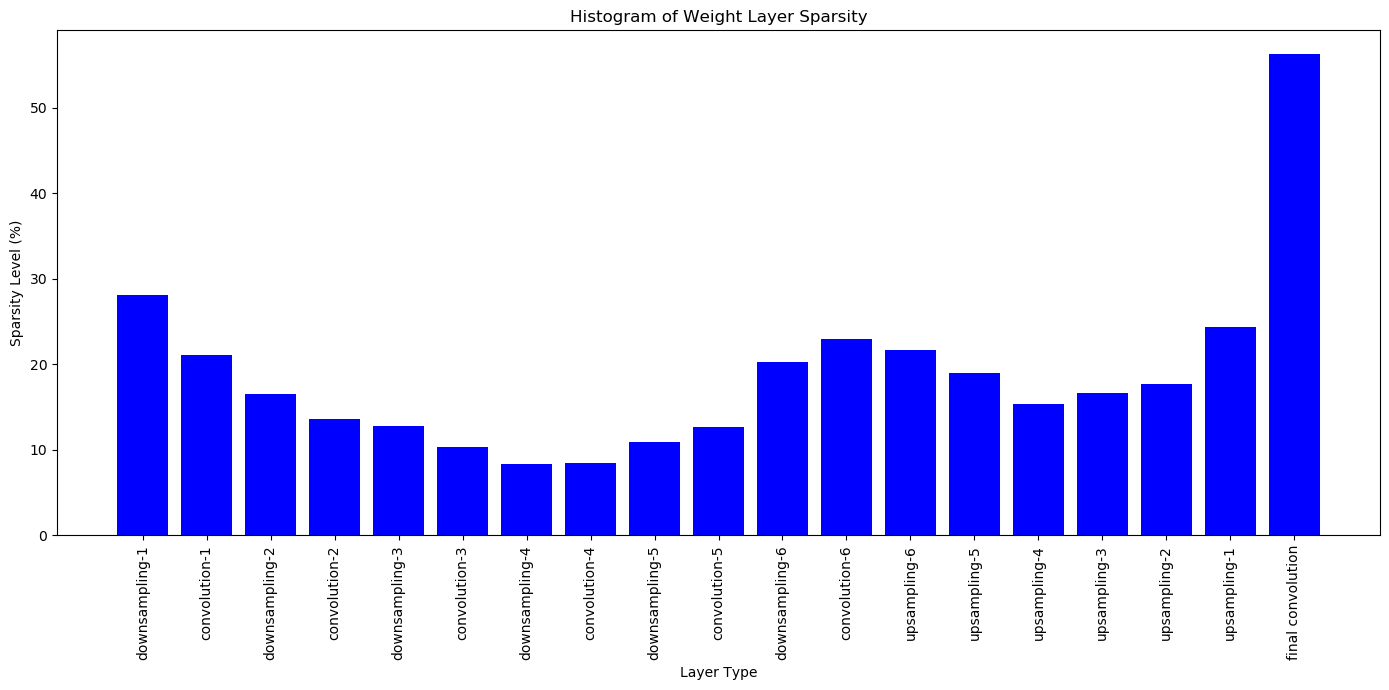 Histogram of Weight Layer Sparsity
Sparsity Level (%)
50
40
30
20
10
0
downsampling-1
convolution-1
downsampling-2
convolution-2
downsampling-3
convolution-3
downsampling-4
convolution-4
downsampling-5
convolution-5
downsampling-6
convolution-6
upsampling-6
upsampling-5
upsampling-4
upsampling-3
upsampling-2
upsampling-1
final convolution
Layer Type